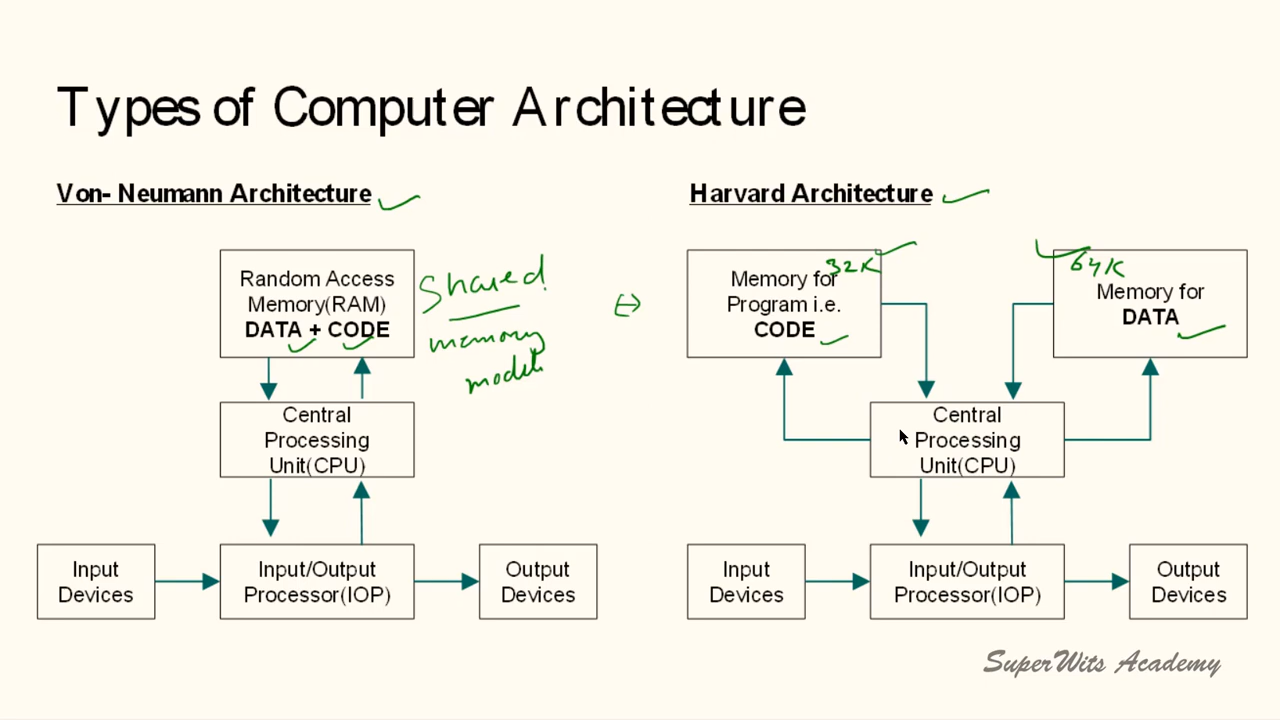 Types of Computer Architecture
Von- Neumann Architecture
Random Access
Memory(RAM)
DATA + CODE
Shared
memory
model
Central
Processing
Unit(CPU)
Input
Devices
Input/Output
Processor(IOP)
Output
Devices
Harvard Architecture
32K
Memory for
Program i.e.
CODE
64K
Memory for
DATA
Central
Processing
Unit(CPU)
Input
Devices
Input/Output
Processor(IOP)
Output
Devices
SuperWits Academy